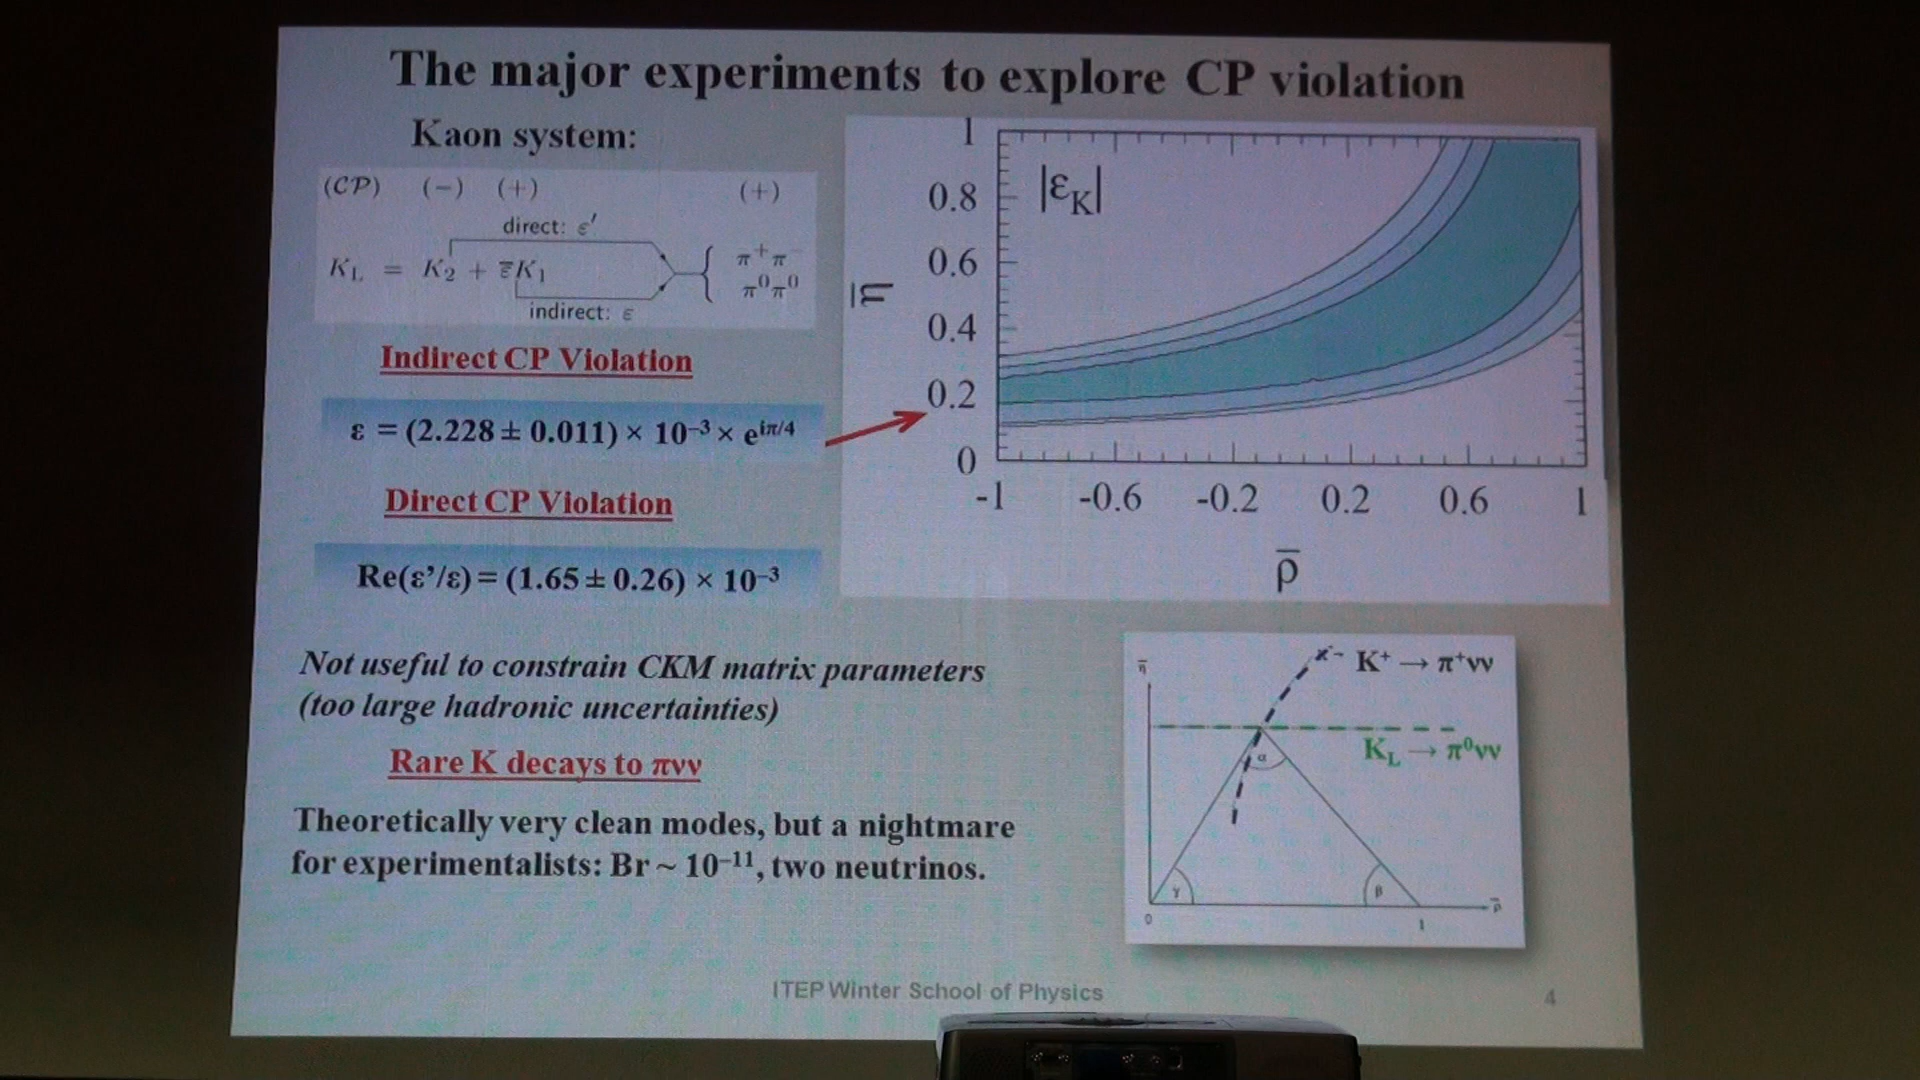 The major experiments to explore CP violation
Kaon system:
(CP) (−) (+) (+)
direct: ε′
K_L = K₂ + ε̅K₁
π⁺π⁻
π⁰π⁰
indirect: ε
Indirect CP Violation
ε = (2.228 ± 0.011) × 10⁻³ × e^{iπ/4}
Direct CP Violation
Re(ε’/ε) = (1.65 ± 0.26) × 10⁻³
Not useful to constrain CKM matrix parameters
(too large hadronic uncertainties)
Rare K decays to πνν
Theoretically very clean modes, but a nightmare
for experimentalists: Br ~ 10⁻¹¹, two neutrinos.
|ε_K|
η̅
1
0.8
0.6
0.4
0.2
0
-1 -0.6 -0.2 0.2 0.6 1
ρ̅
η̅
K⁺ → π⁺νν
K_L → π⁰νν
α
γ
β
ρ̅
0 1
ITEP Winter School of Physics
4